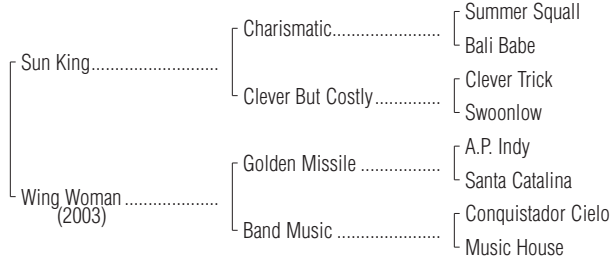 Summer Squall
Charismatic........................
Bali Babe
Sun King...........................
Clever Trick
Clever But Costly...............
Swoonlow
A.P. Indy
Golden Missile ..................
Santa Catalina
Wing Woman ....................
(2003)
Conquistador Cielo
Band Music .......................
Music House